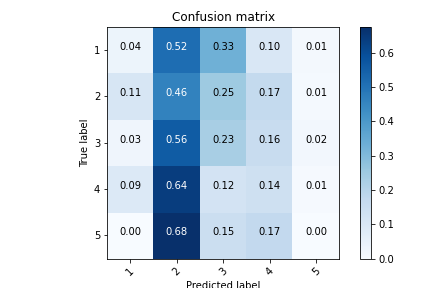 Confusion matrix
1 0.04 0.52 0.33 0.10 0.01
2 0.11 0.46 0.25 0.17 0.01
3 0.03 0.56 0.23 0.16 0.02
4 0.09 0.64 0.12 0.14 0.01
5 0.00 0.68 0.15 0.17 0.00
1 2 3 4 5
True label
Predicted label
0.6
0.5
0.4
0.3
0.2
0.1
0.0